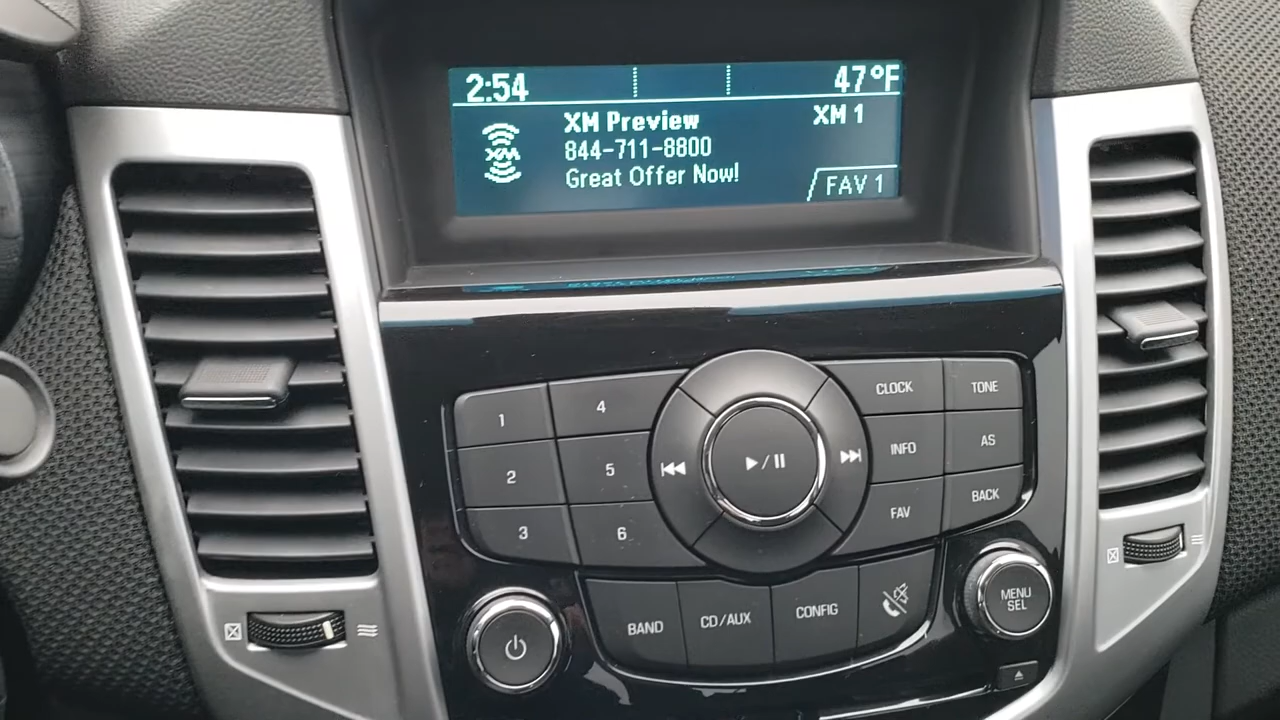 2:54 47°F
XM Preview XM 1
XM 844-711-8800
Great Offer Now!
FAV 1
1 4 CLOCK TONE
2 5 INFO AS
3 6 FAV BACK
BAND CD/AUX CONFIG
MENU
SEL